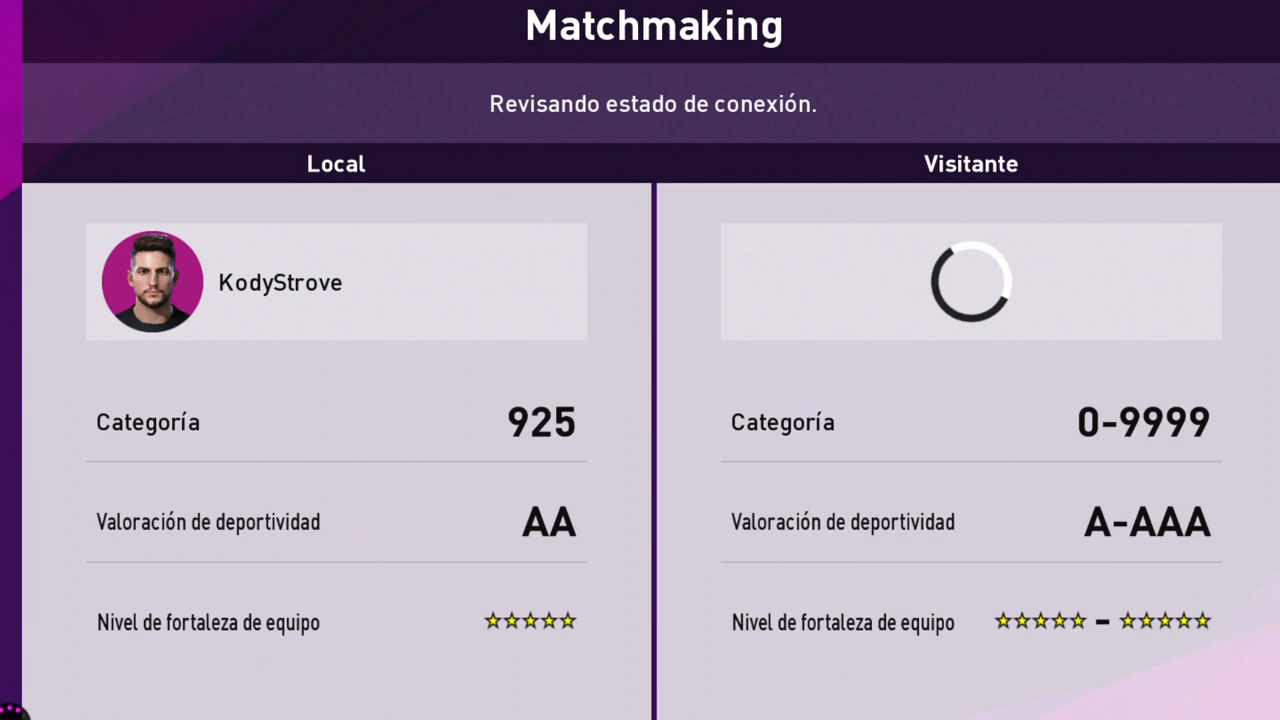 Matchmaking
Revisando estado de conexión.
Local
Visitante
KodyStrove
Categoría 925
Categoría 0-9999
Valoración de deportividad AA
Valoración de deportividad A-AAA
Nivel de fortaleza de equipo ★★★★★
Nivel de fortaleza de equipo ★★★★★ - ★★★★★